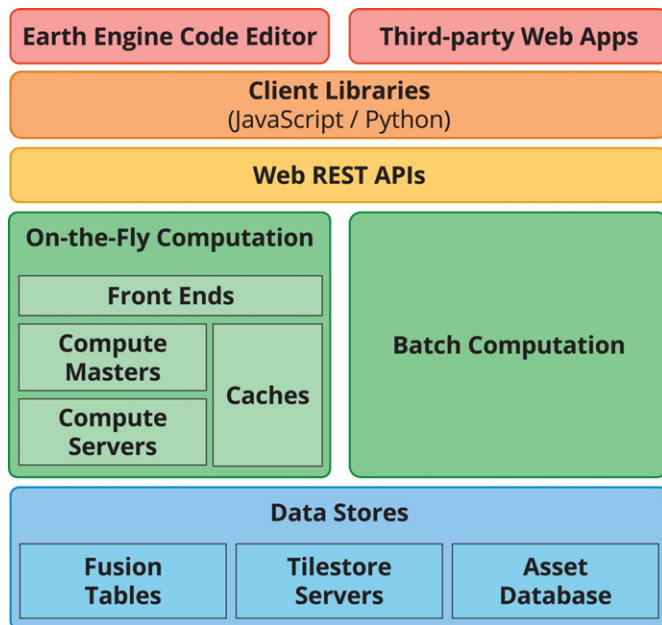 Earth Engine Code Editor
Third-party Web Apps
Client Libraries
(JavaScript / Python)
Web REST APIs
On-the-Fly Computation
Front Ends
Compute
Masters
Compute
Servers
Caches
Batch Computation
Data Stores
Fusion
Tables
Tilestore
Servers
Asset
Database